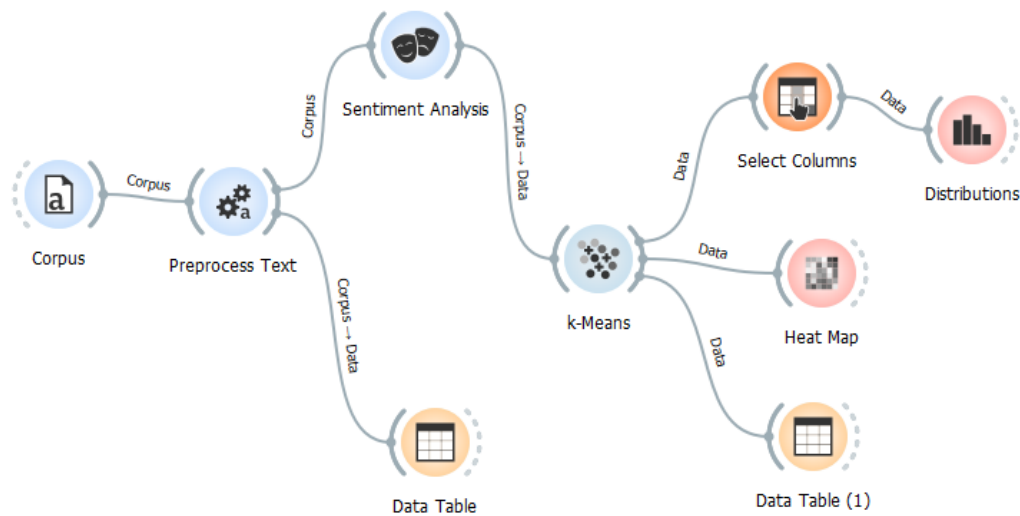 Sentiment Analysis
Corpus
Corpus → Data
Data
Select Columns
Data
Distributions
Corpus
Corpus
Preprocess Text
Corpus → Data
k-Means
Data
Heat Map
Data
Data Table
Data Table (1)